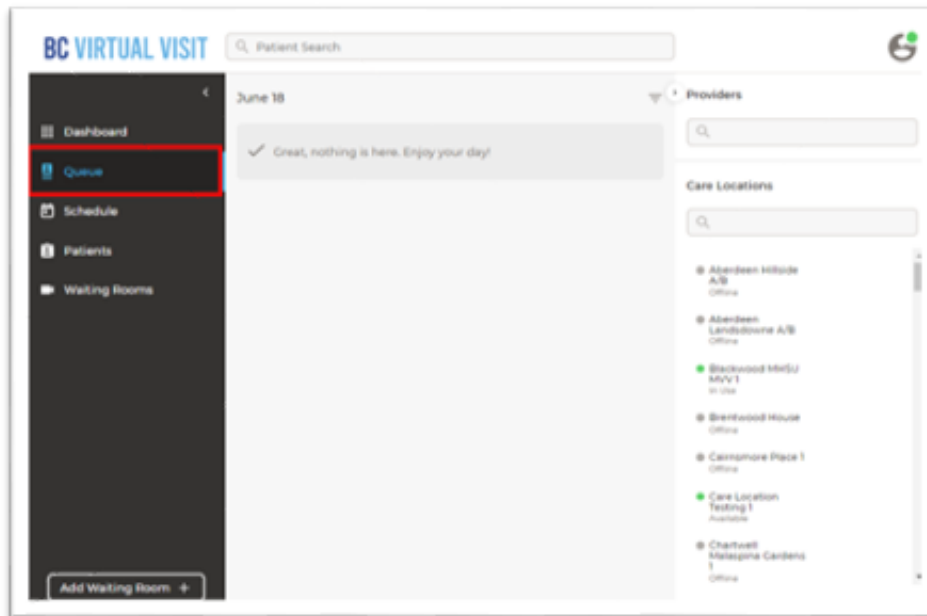 BC VIRTUAL VISIT
Patient Search
Dashboard
Queue
Schedule
Patients
Waiting Rooms
Add Waiting Room +
June 18
Great, nothing is here. Enjoy your day!
Providers
Care Locations
Aberdeen Hillside
A/B
Offline
Aberdeen
Landsdowne A/B
Offline
Blackwood MHSU
MVV 1
In Use
Brentwood House
Offline
Cairnsmore Place 1
Offline
Care Location
Testing 1
Available
Chartwell
Malaspina Gardens
1
Offline